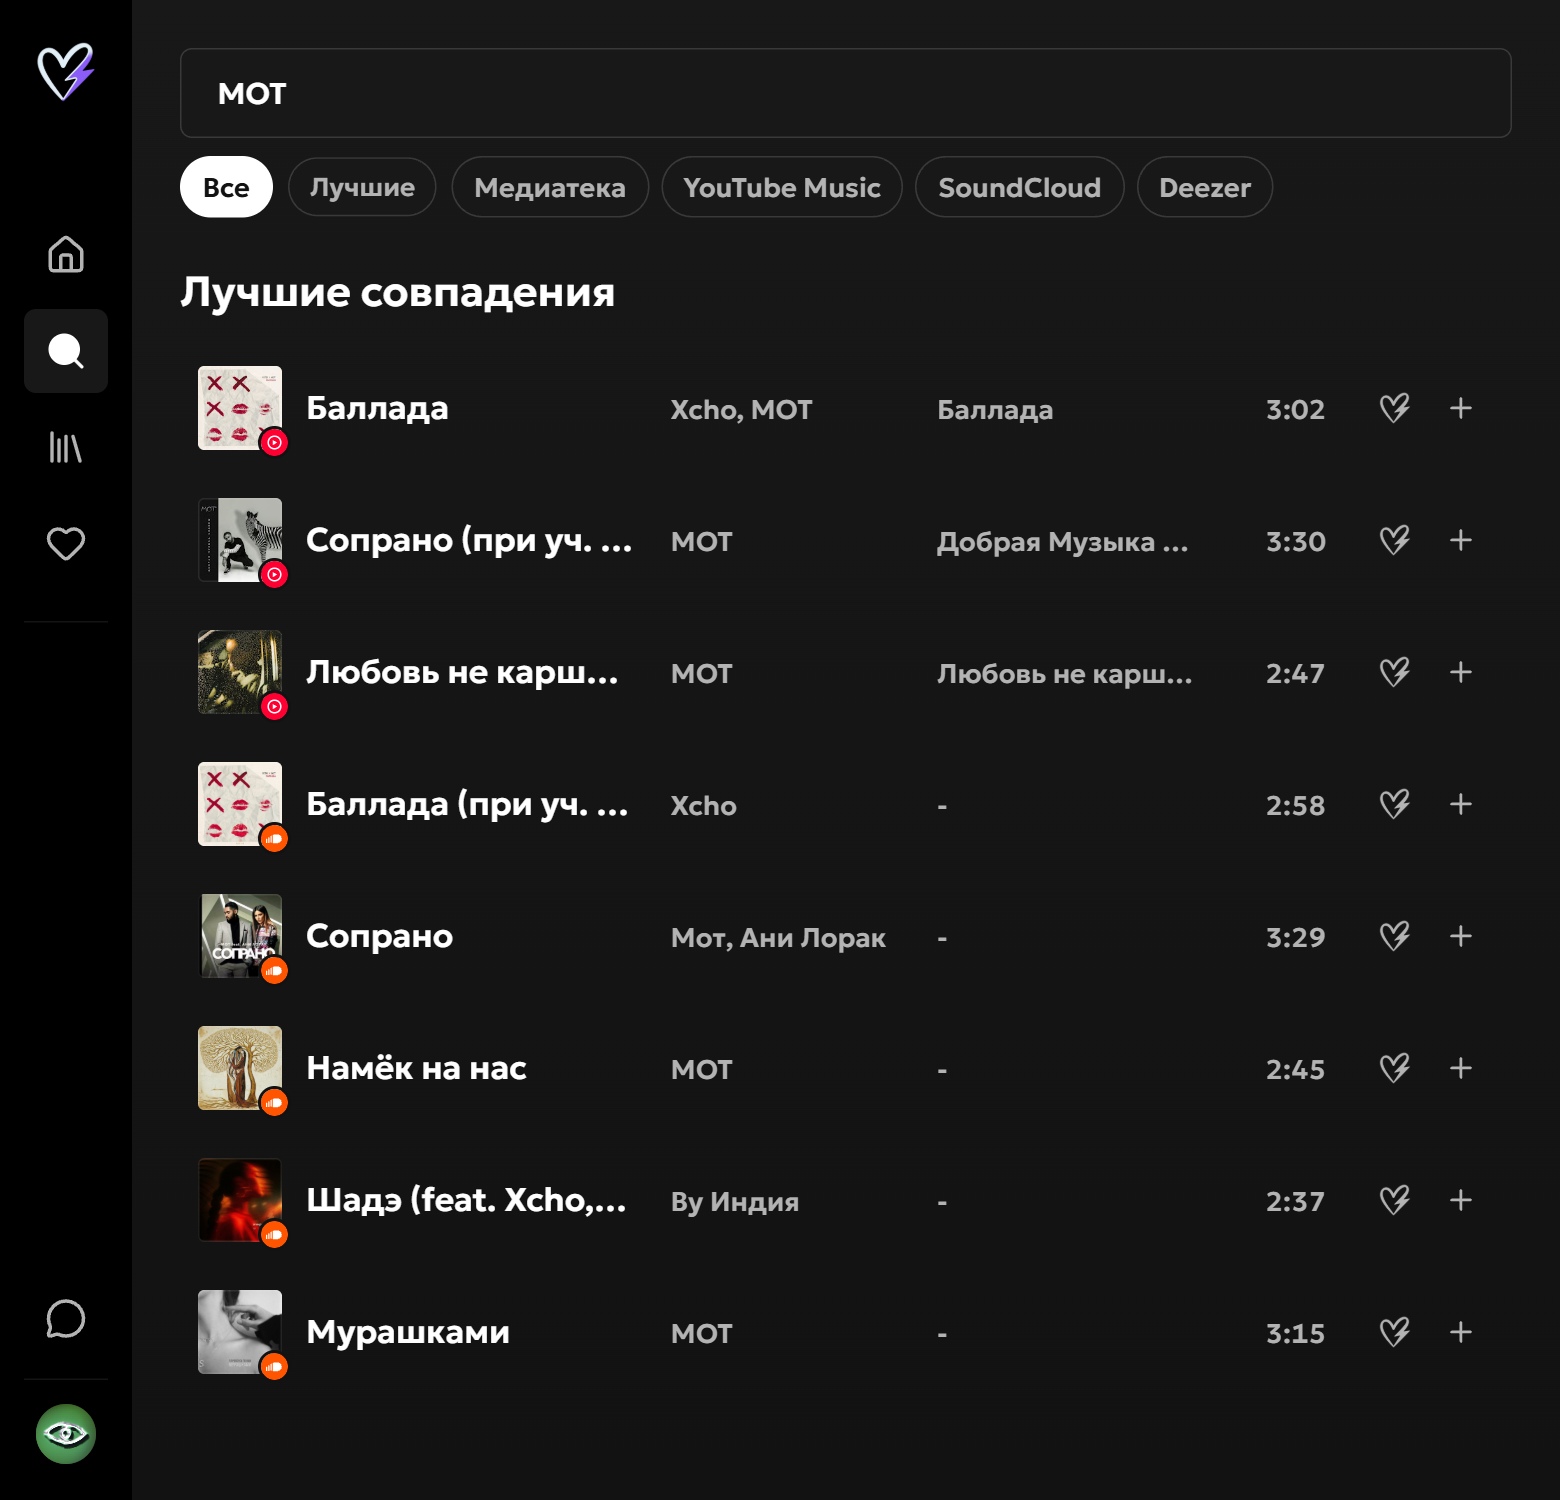 МОТ
Все Лучшие Медиатека YouTube Music SoundCloud Deezer
Лучшие совпадения
Баллада Xcho, МОТ Баллада 3:02
Сопрано (при уч. ... МОТ Добрая Музыка ... 3:30
Любовь не карш... МОТ Любовь не карш... 2:47
Баллада (при уч. ... Xcho - 2:58
СОПРАНО
Сопрано Мот, Ани Лорак - 3:29
Намёк на нас МОТ - 2:45
Шадэ (feat. Xcho,... Ву Индия - 2:37
Мурашками МОТ - 3:15